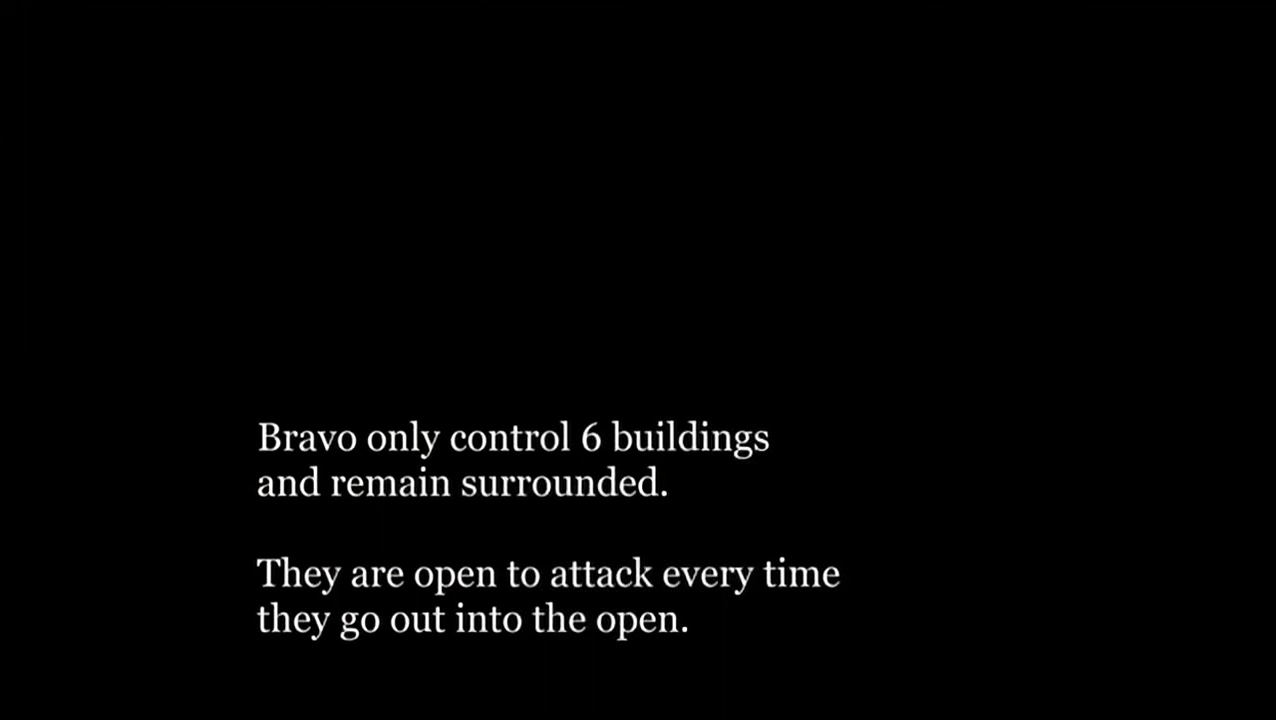 Bravo only control 6 buildings
and remain surrounded.
They are open to attack every time
they go out into the open.